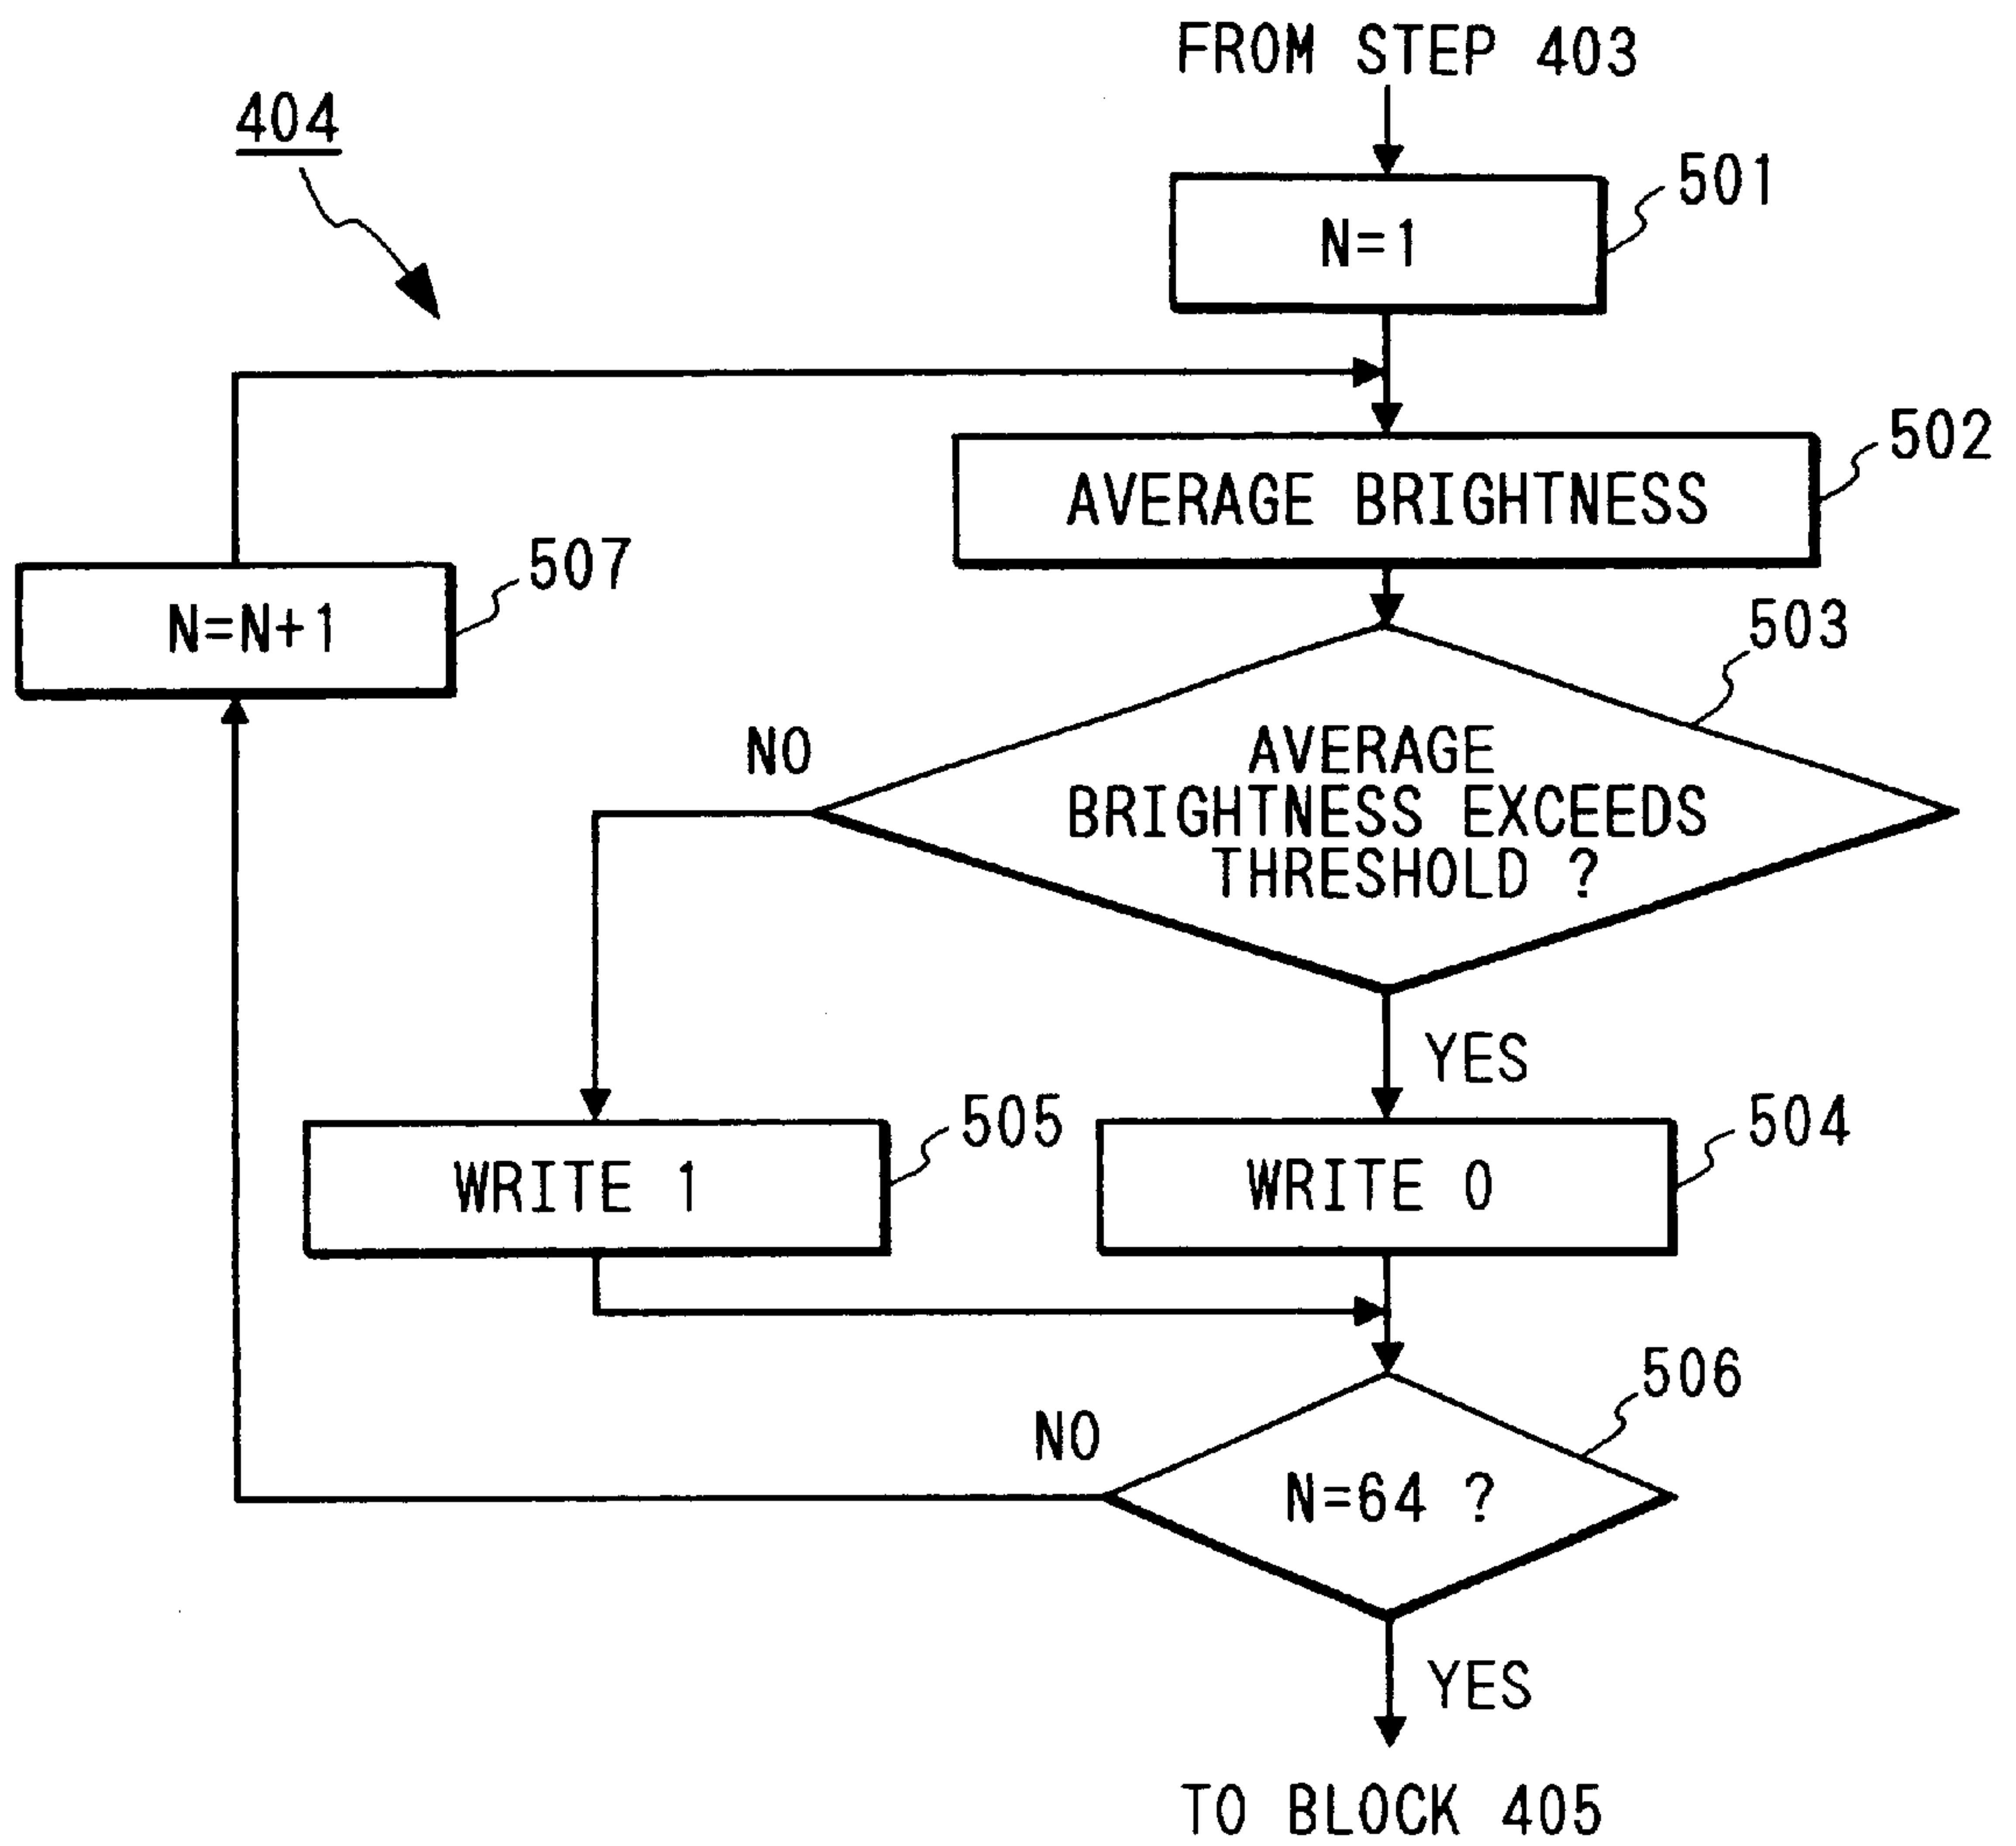 FROM STEP 403
404
501
N=1
502
AVERAGE BRIGHTNESS
507
N=N+1
503
NO
AVERAGE
BRIGHTNESS EXCEEDS
THRESHOLD ?
YES
505
504
WRITE 1
WRITE 0
506
NO
N=64 ?
YES
TO BLOCK 405